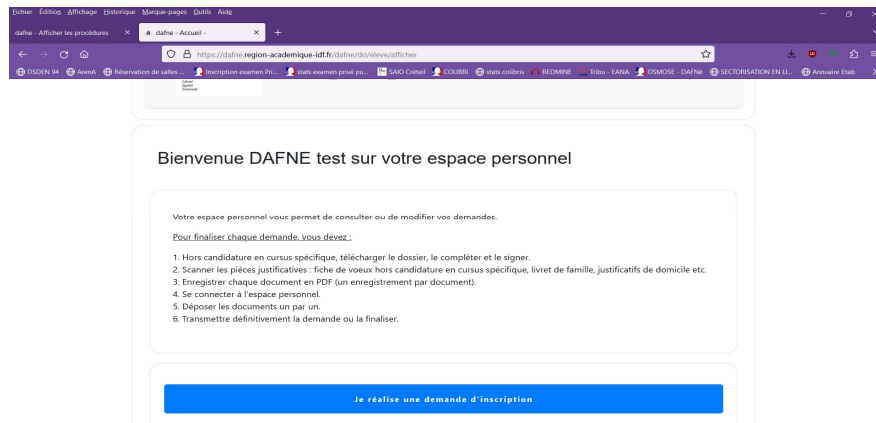 Fichier Édition Affichage Historique Marque-pages Outils Aide
dafne - Afficher les procédures × dafne - Accueil - × +
https://dafne.region-academique-idf.fr/dafne/do/eleve/afficher
DSDEN 94 ArenA Réservation de salles ... Inscription examen Pri... stats examen privé pu... SAIO Créteil COLIBRI stats colibris REDMINE Tribu - EANA OSMOSE - DAFNé SECTORISATION EN LI... Annuaire Etab
Liberté
Égalité
Fraternité
Bienvenue DAFNE test sur votre espace personnel
Votre espace personnel vous permet de consulter ou de modifier vos demandes.
Pour finaliser chaque demande, vous devez :
1. Hors candidature en cursus spécifique, télécharger le dossier, le compléter et le signer.
2. Scanner les pièces justificatives : fiche de voeux hors candidature en cursus spécifique, livret de famille, justificatifs de domicile etc.
3. Enregistrer chaque document en PDF (un enregistrement par document).
4. Se connecter à l'espace personnel.
5. Déposer les documents un par un.
6. Transmettre définitivement la demande ou la finaliser.
Je réalise une demande d'inscription